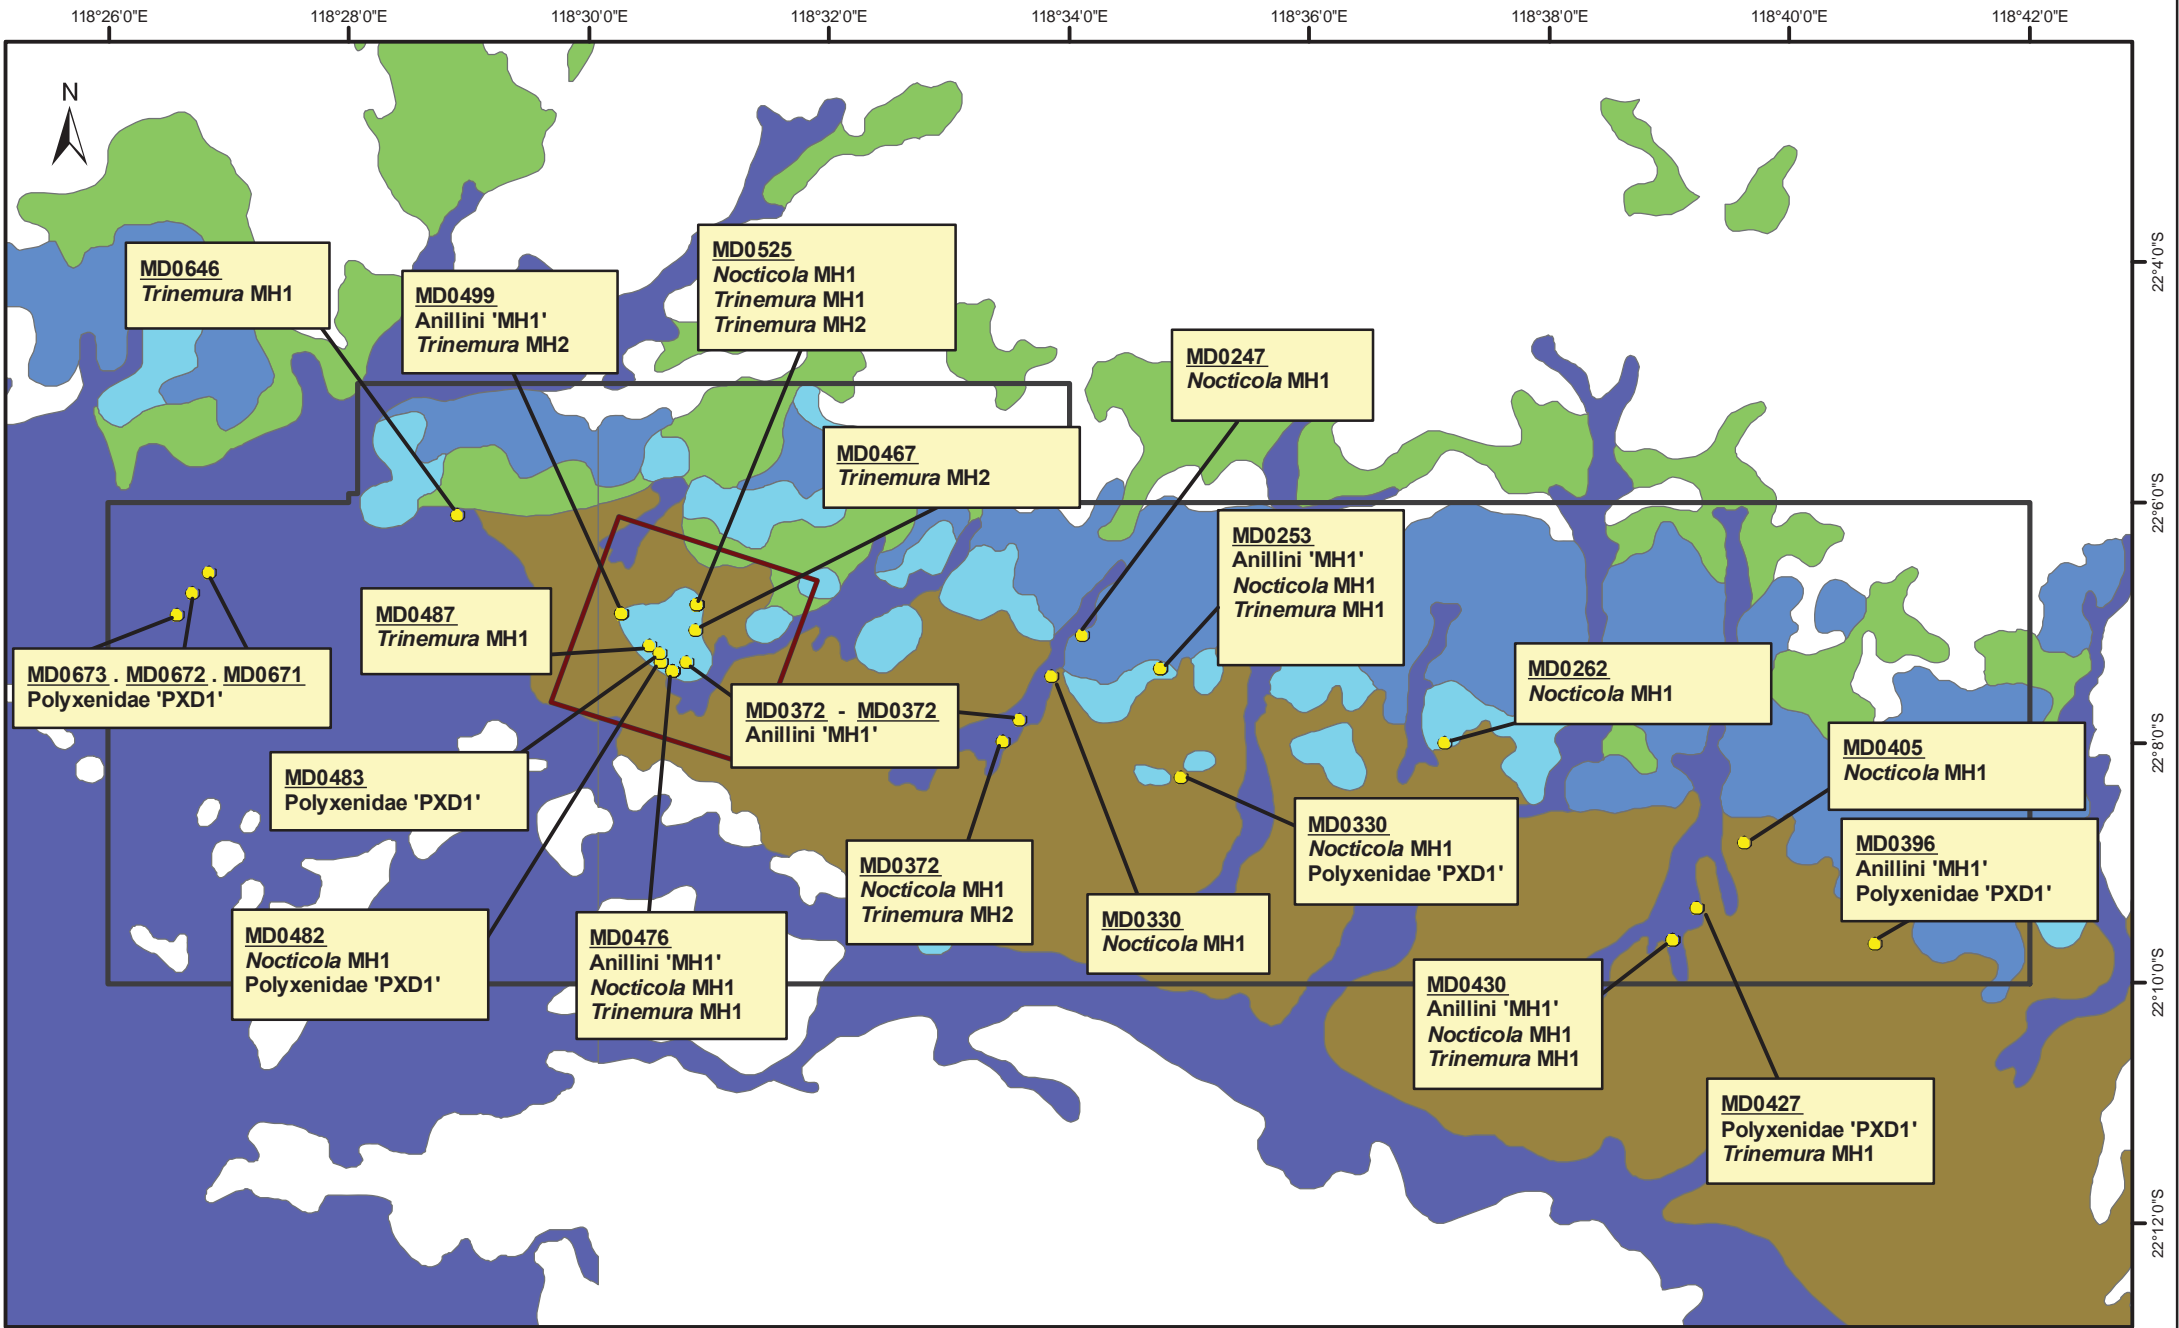 118°26'0"E 118°28'0"E 118°30'0"E 118°32'0"E 118°34'0"E 118°36'0"E 118°38'0"E 118°40'0"E 118°42'0"E
N
22°4'0"S
22°6'0"S
22°8'0"S
22°10'0"S
22°12'0"S
MD0646
Trinemura MH1
MD0499
Anillini 'MH1'
Trinemura MH2
MD0525
Nocticola MH1
Trinemura MH1
Trinemura MH2
MD0247
Nocticola MH1
MD0467
Trinemura MH2
MD0253
Anillini 'MH1'
Nocticola MH1
Trinemura MH1
MD0487
Trinemura MH1
MD0673 . MD0672 . MD0671
Polyxenidae 'PXD1'
MD0262
Nocticola MH1
MD0372 - MD0372
Anillini 'MH1'
MD0405
Nocticola MH1
MD0483
Polyxenidae 'PXD1'
MD0330
Nocticola MH1
Polyxenidae 'PXD1'
MD0396
Anillini 'MH1'
Polyxenidae 'PXD1'
MD0372
Nocticola MH1
Trinemura MH2
MD0330
Nocticola MH1
MD0482
Nocticola MH1
Polyxenidae 'PXD1'
MD0476
Anillini 'MH1'
Nocticola MH1
Trinemura MH1
MD0430
Anillini 'MH1'
Nocticola MH1
Trinemura MH1
MD0427
Polyxenidae 'PXD1'
Trinemura MH1